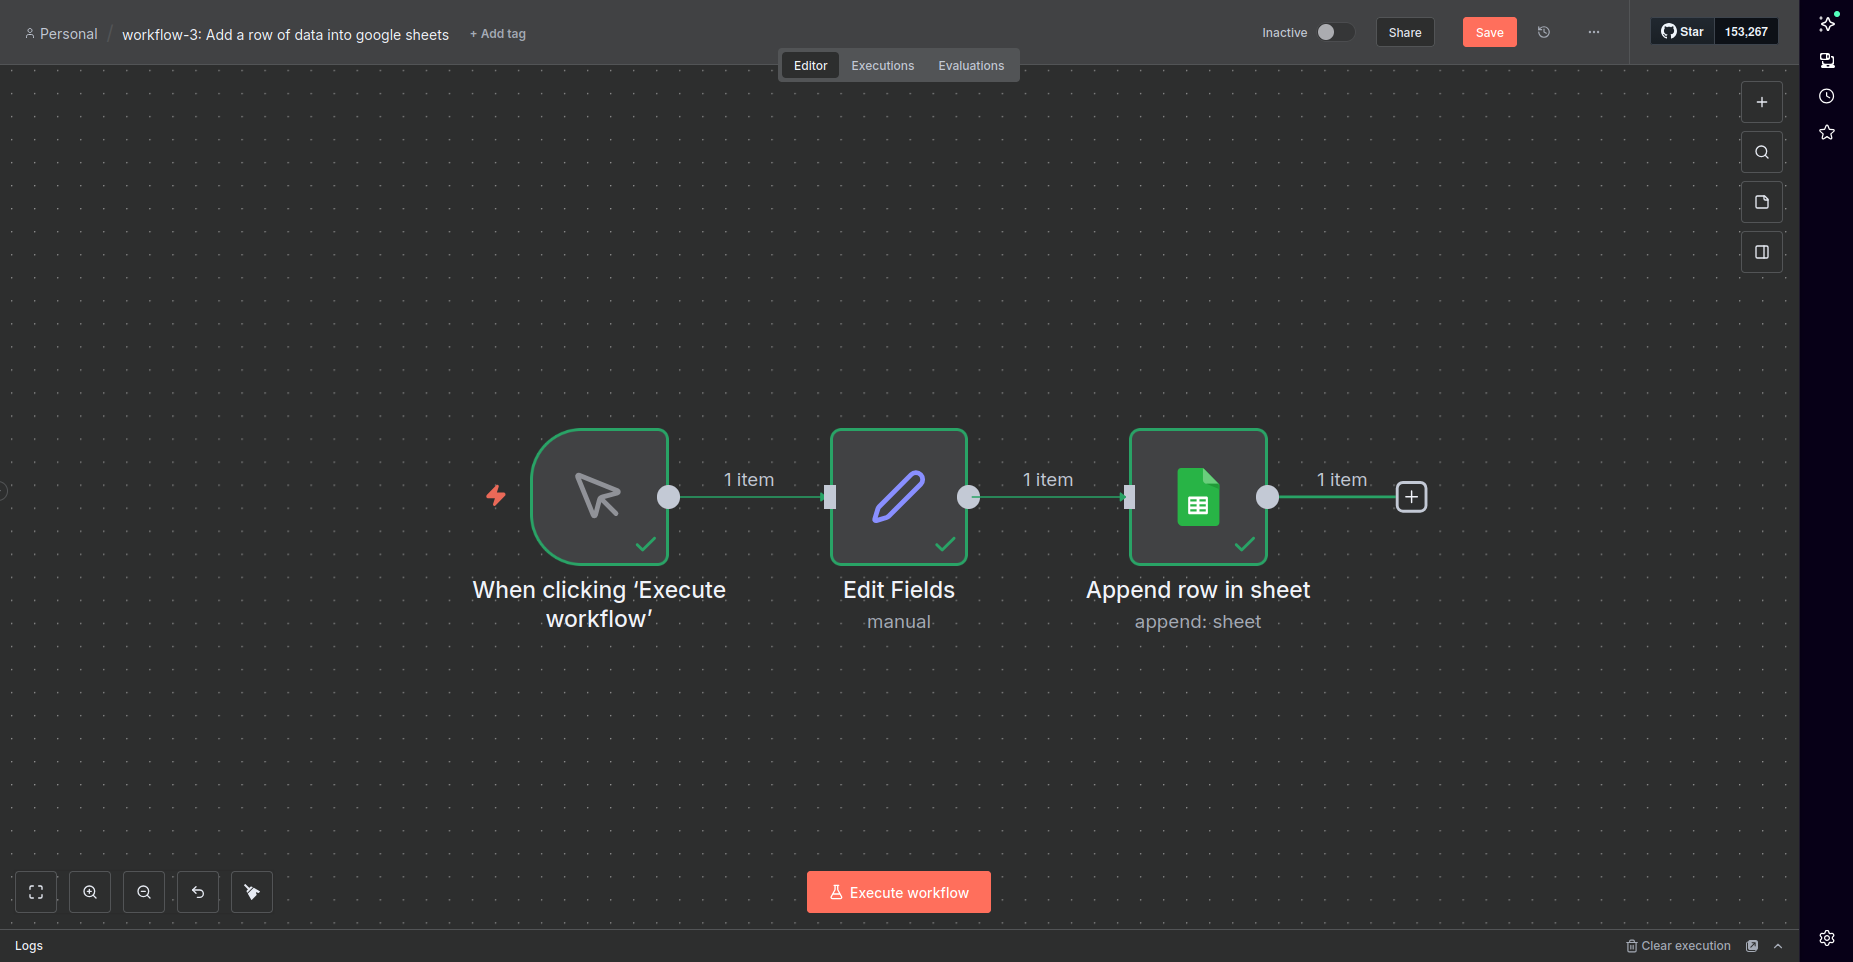 Personal / workflow-3: Add a row of data into google sheets + Add tag
Inactive Share Save ... Star 153,267
Editor Executions Evaluations
1 item 1 item 1 item
When clicking ‘Execute
workflow’
Edit Fields
manual
Append row in sheet
append: sheet
Execute workflow
Logs Clear execution